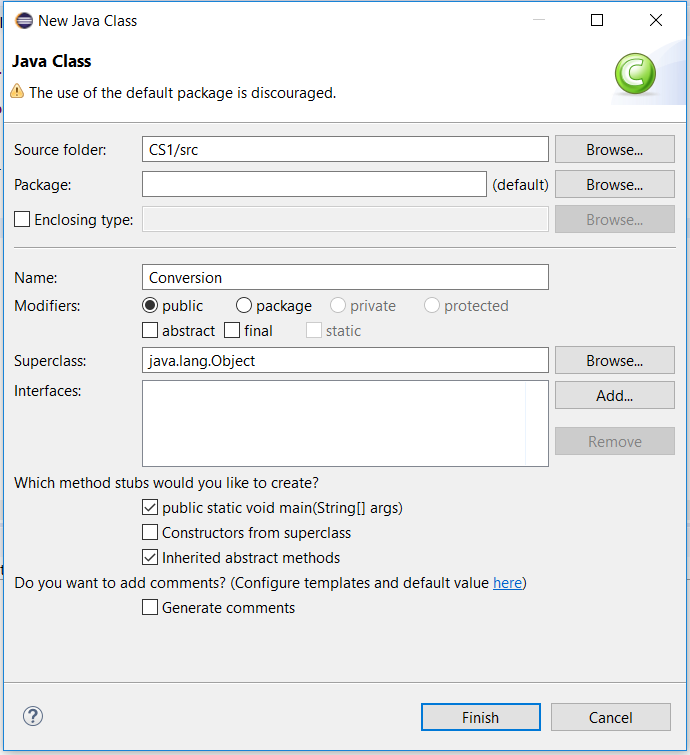 New Java Class
Java Class
The use of the default package is discouraged.
Source folder: CS1/src Browse...
Package: (default) Browse...
Enclosing type: Browse...
Name: Conversion
Modifiers: public package private protected
abstract final static
Superclass: java.lang.Object Browse...
Interfaces: Add...
Remove
Which method stubs would you like to create?
public static void main(String[] args)
Constructors from superclass
Inherited abstract methods
Do you want to add comments? (Configure templates and default value here)
Generate comments
Finish Cancel